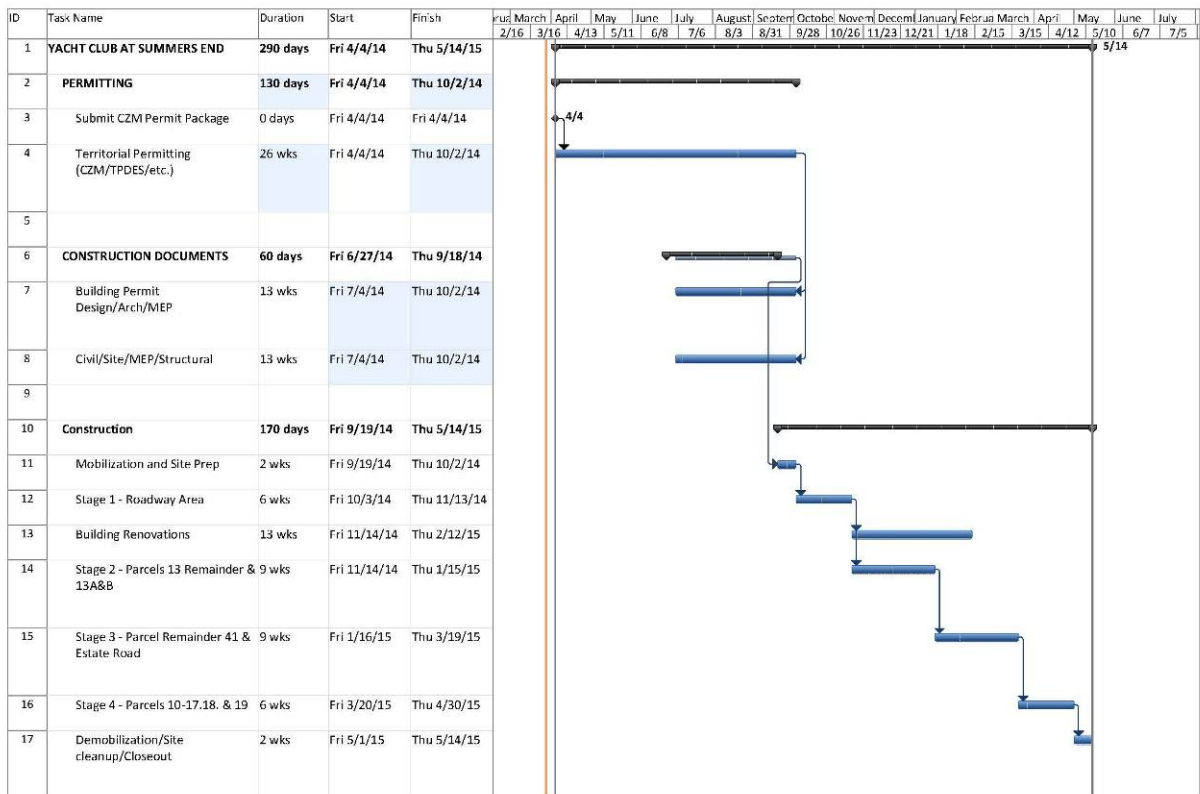 ID Task Name Duration Start Finish
rua March April May June July August Septem Octobe Novem Decemb January Februa March April May June July
2/16 3/16 4/13 5/11 6/8 7/6 8/3 8/31 9/28 10/26 11/23 12/21 1/18 2/15 3/15 4/12 5/10 6/7 7/5
1 YACHT CLUB AT SUMMERS END 290 days Fri 4/4/14 Thu 5/14/15 5/14
2 PERMITTING 130 days Fri 4/4/14 Thu 10/2/14
3 Submit CZM Permit Package 0 days Fri 4/4/14 Fri 4/4/14 4/4
4 Territorial Permitting 26 wks Fri 4/4/14 Thu 10/2/14
(CZM/TPDES/etc.)
5
6 CONSTRUCTION DOCUMENTS 60 days Fri 6/27/14 Thu 9/18/14
7 Building Permit 13 wks Fri 7/4/14 Thu 10/2/14
Design/Arch/MEP
8 Civil/Site/MEP/Structural 13 wks Fri 7/4/14 Thu 10/2/14
9
10 Construction 170 days Fri 9/19/14 Thu 5/14/15
11 Mobilization and Site Prep 2 wks Fri 9/19/14 Thu 10/2/14
12 Stage 1 - Roadway Area 6 wks Fri 10/3/14 Thu 11/13/14
13 Building Renovations 13 wks Fri 11/14/14 Thu 2/12/15
14 Stage 2 - Parcels 13 Remainder & 9 wks Fri 11/14/14 Thu 1/15/15
13A&B
15 Stage 3 - Parcel Remainder 41 & 9 wks Fri 1/16/15 Thu 3/19/15
Estate Road
16 Stage 4 - Parcels 10-17.18. & 19 6 wks Fri 3/20/15 Thu 4/30/15
17 Demobilization/Site 2 wks Fri 5/1/15 Thu 5/14/15
cleanup/Closeout